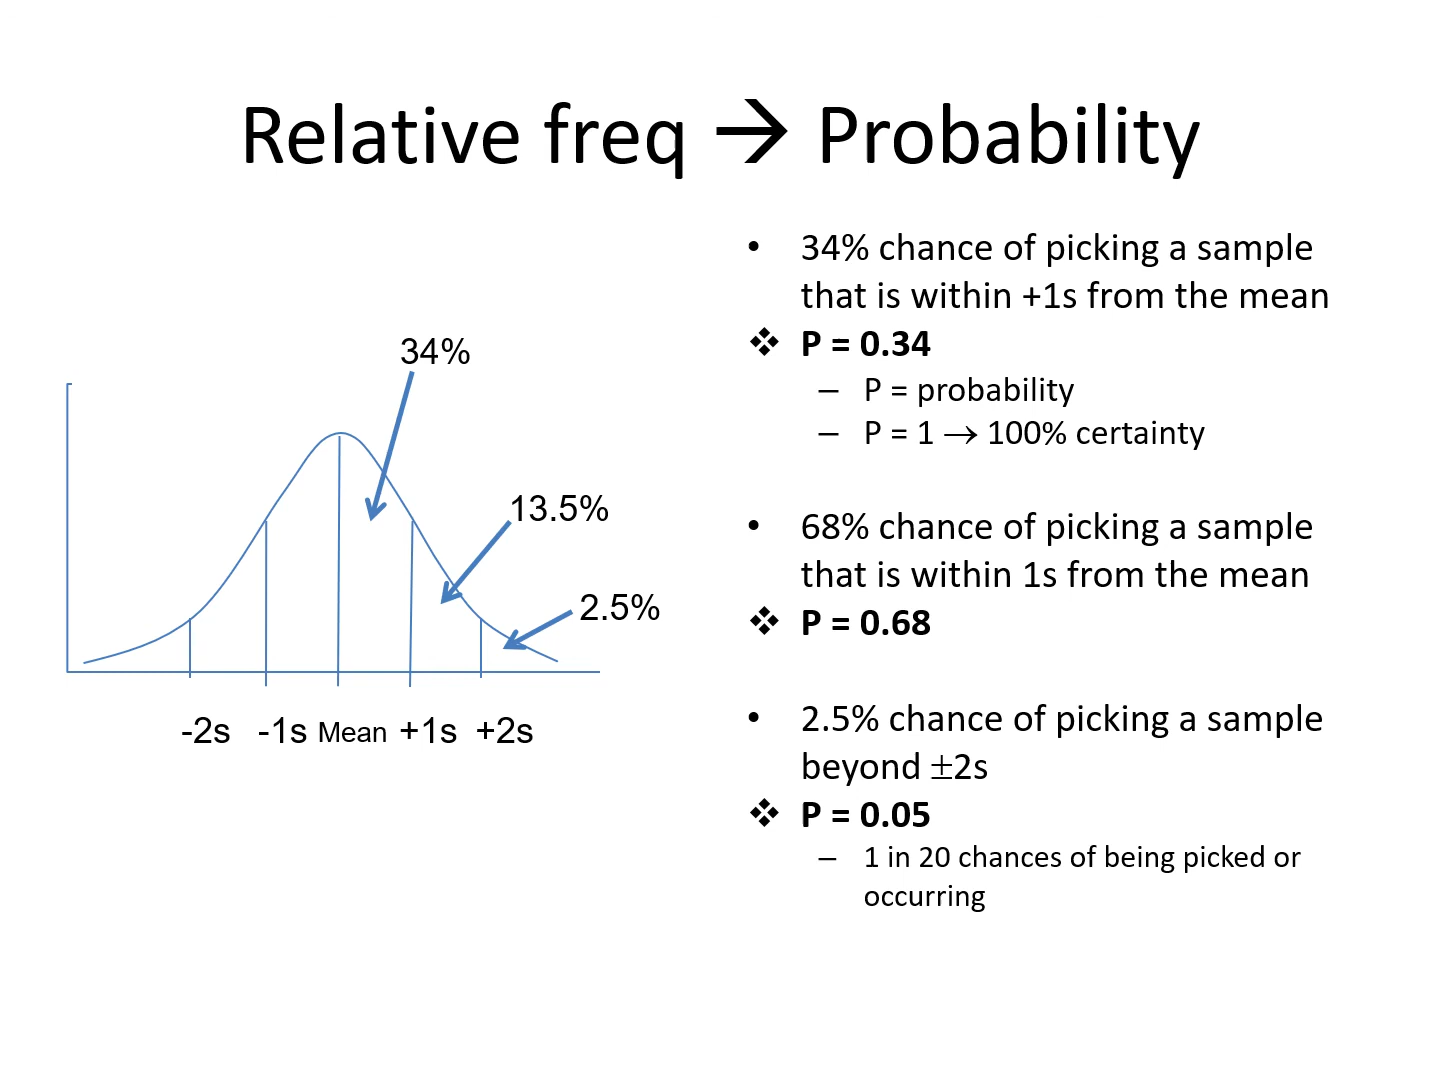 Relative freq → Probability
• 34% chance of picking a sample
that is within +1s from the mean
❖ P = 0.34
– P = probability
– P = 1 → 100% certainty
• 68% chance of picking a sample
that is within 1s from the mean
❖ P = 0.68
• 2.5% chance of picking a sample
beyond ±2s
❖ P = 0.05
– 1 in 20 chances of being picked or
occurring
34%
13.5%
2.5%
-2s -1s Mean +1s +2s